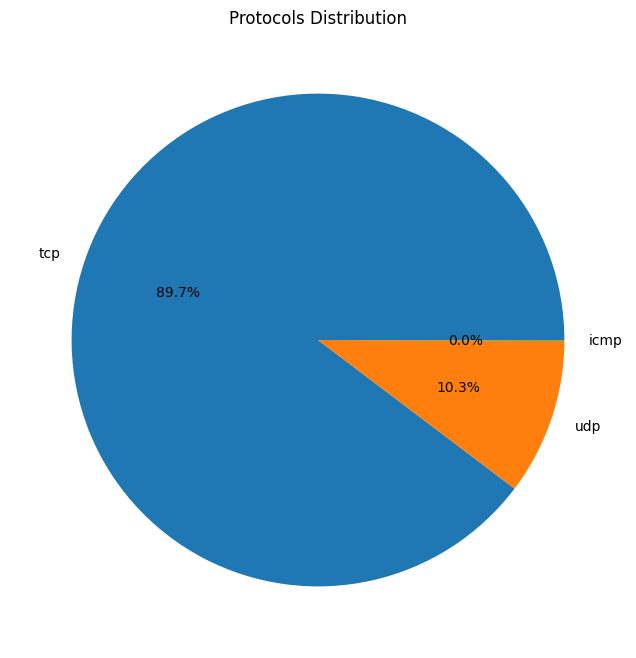 Protocols Distribution
tcp
89.7%
0.0%
icmp
10.3%
udp